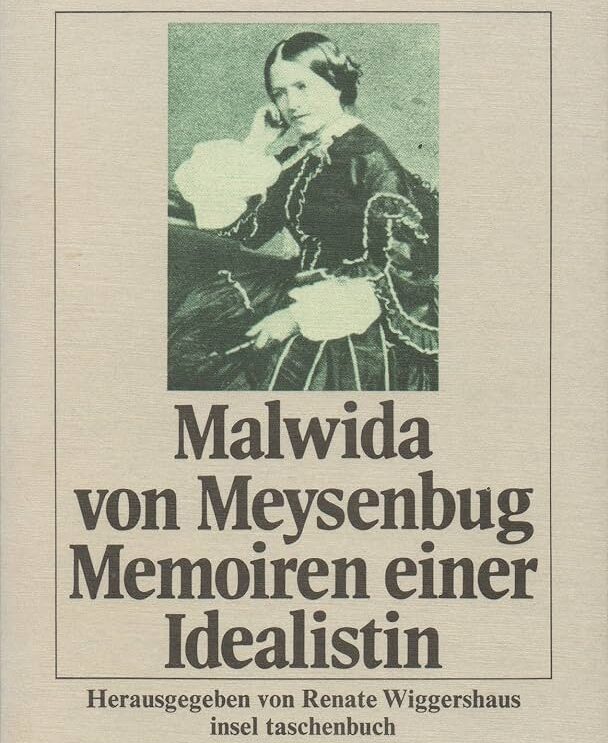 Malwida
von Meysenbug
Memoiren einer
Idealistin
Herausgegeben von Renate Wiggershaus
insel taschenbuch